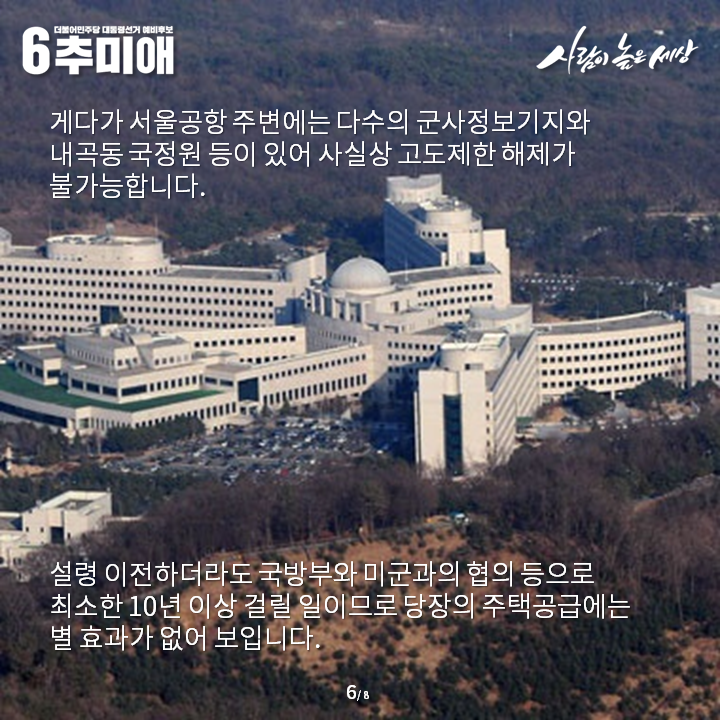 더불어민주당 대통령선거 예비후보
6 추미애
사람이 높은 세상
게다가 서울공항 주변에는 다수의 군사정보기지와
내곡동 국정원 등이 있어 사실상 고도제한 해제가
불가능합니다.
설령 이전하더라도 국방부와 미군과의 협의 등으로
최소한 10년 이상 걸릴 일이므로 당장의 주택공급에는
별 효과가 없어 보입니다.
6/8